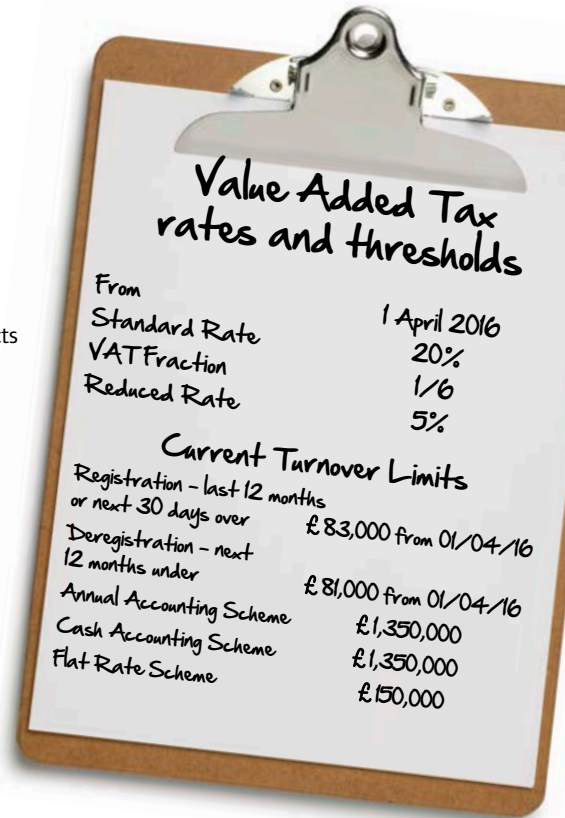 cts
Value Added Tax
rates and thresholds
From 1 April 2016
Standard Rate 20%
VAT Fraction 1/6
Reduced Rate 5%
Current Turnover Limits
Registration – last 12 months
or next 30 days over £83,000 from 01/04/16
Deregistration – next
12 months under £81,000 from 01/04/16
Annual Accounting Scheme £1,350,000
Cash Accounting Scheme £1,350,000
Flat Rate Scheme £150,000